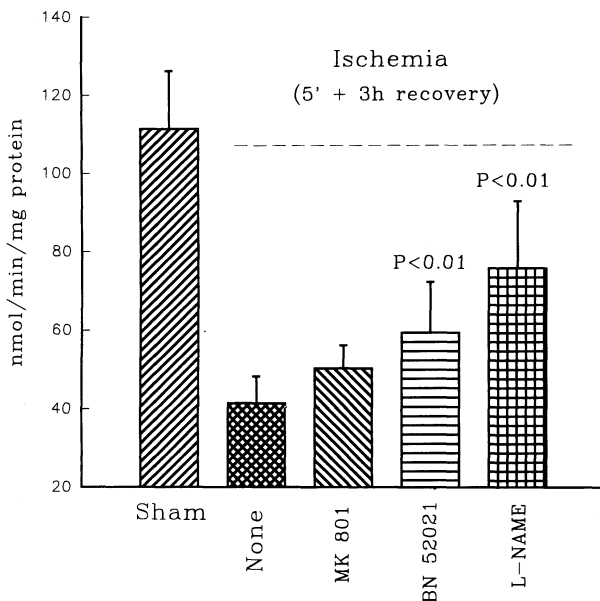 140
120
100
80
60
40
20
nmol/min/mg protein
Ischemia
(5' + 3h recovery)
P<0.01
P<0.01
Sham
None
MK 801
BN 52021
L-NAME